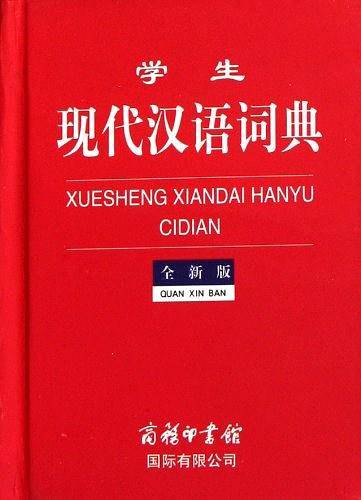 学生
现代汉语词典
XUESHENG XIANDAI HANYU
CIDIAN
全新版
QUAN XIN BAN
商務印書館
国际有限公司